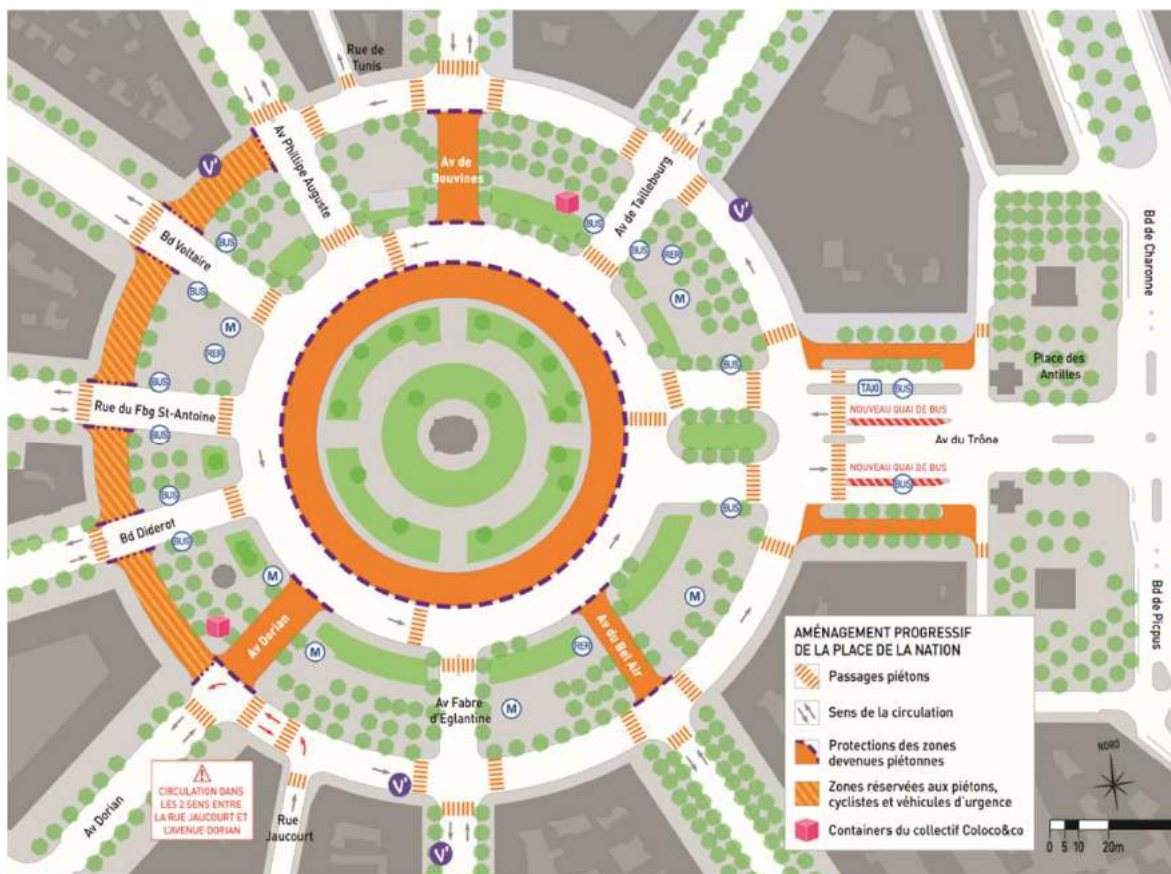 Rue de
Tunis
Av Phillipe Auguste
Av de
Bouvines
Av de Taillebourg
V'
V'
Bd Voltaire
BUS
BUS
BUS
BUS
RER
M
M
RER
BUS
Rue du Fbg St-Antoine
BUS
BUS
TAXI
BUS
NOUVEAU QUAI DE BUS
Av du Trône
NOUVEAU QUAI DE BUS
BUS
Place des
Antilles
Bd de Charonne
Bd de Picpus
Bd Diderot
BUS
BUS
BUS
M
M
M
M
RER
Av Dorian
Av du Bel Air
Av Fabre
d'Églantine
V'
V'
Av Dorian
Rue
Jaucourt
CIRCULATION DANS
LES 2 SENS ENTRE
LA RUE JAUCOURT ET
L'AVENUE DORIAN
AMÉNAGEMENT PROGRESSIF
DE LA PLACE DE LA NATION
Passages piétons
Sens de la circulation
Protections des zones
devenues piétonnes
Zones réservées aux piétons,
cyclistes et véhicules d'urgence
Containers du collectif Coloco&co
NORD
0 5 10 20m